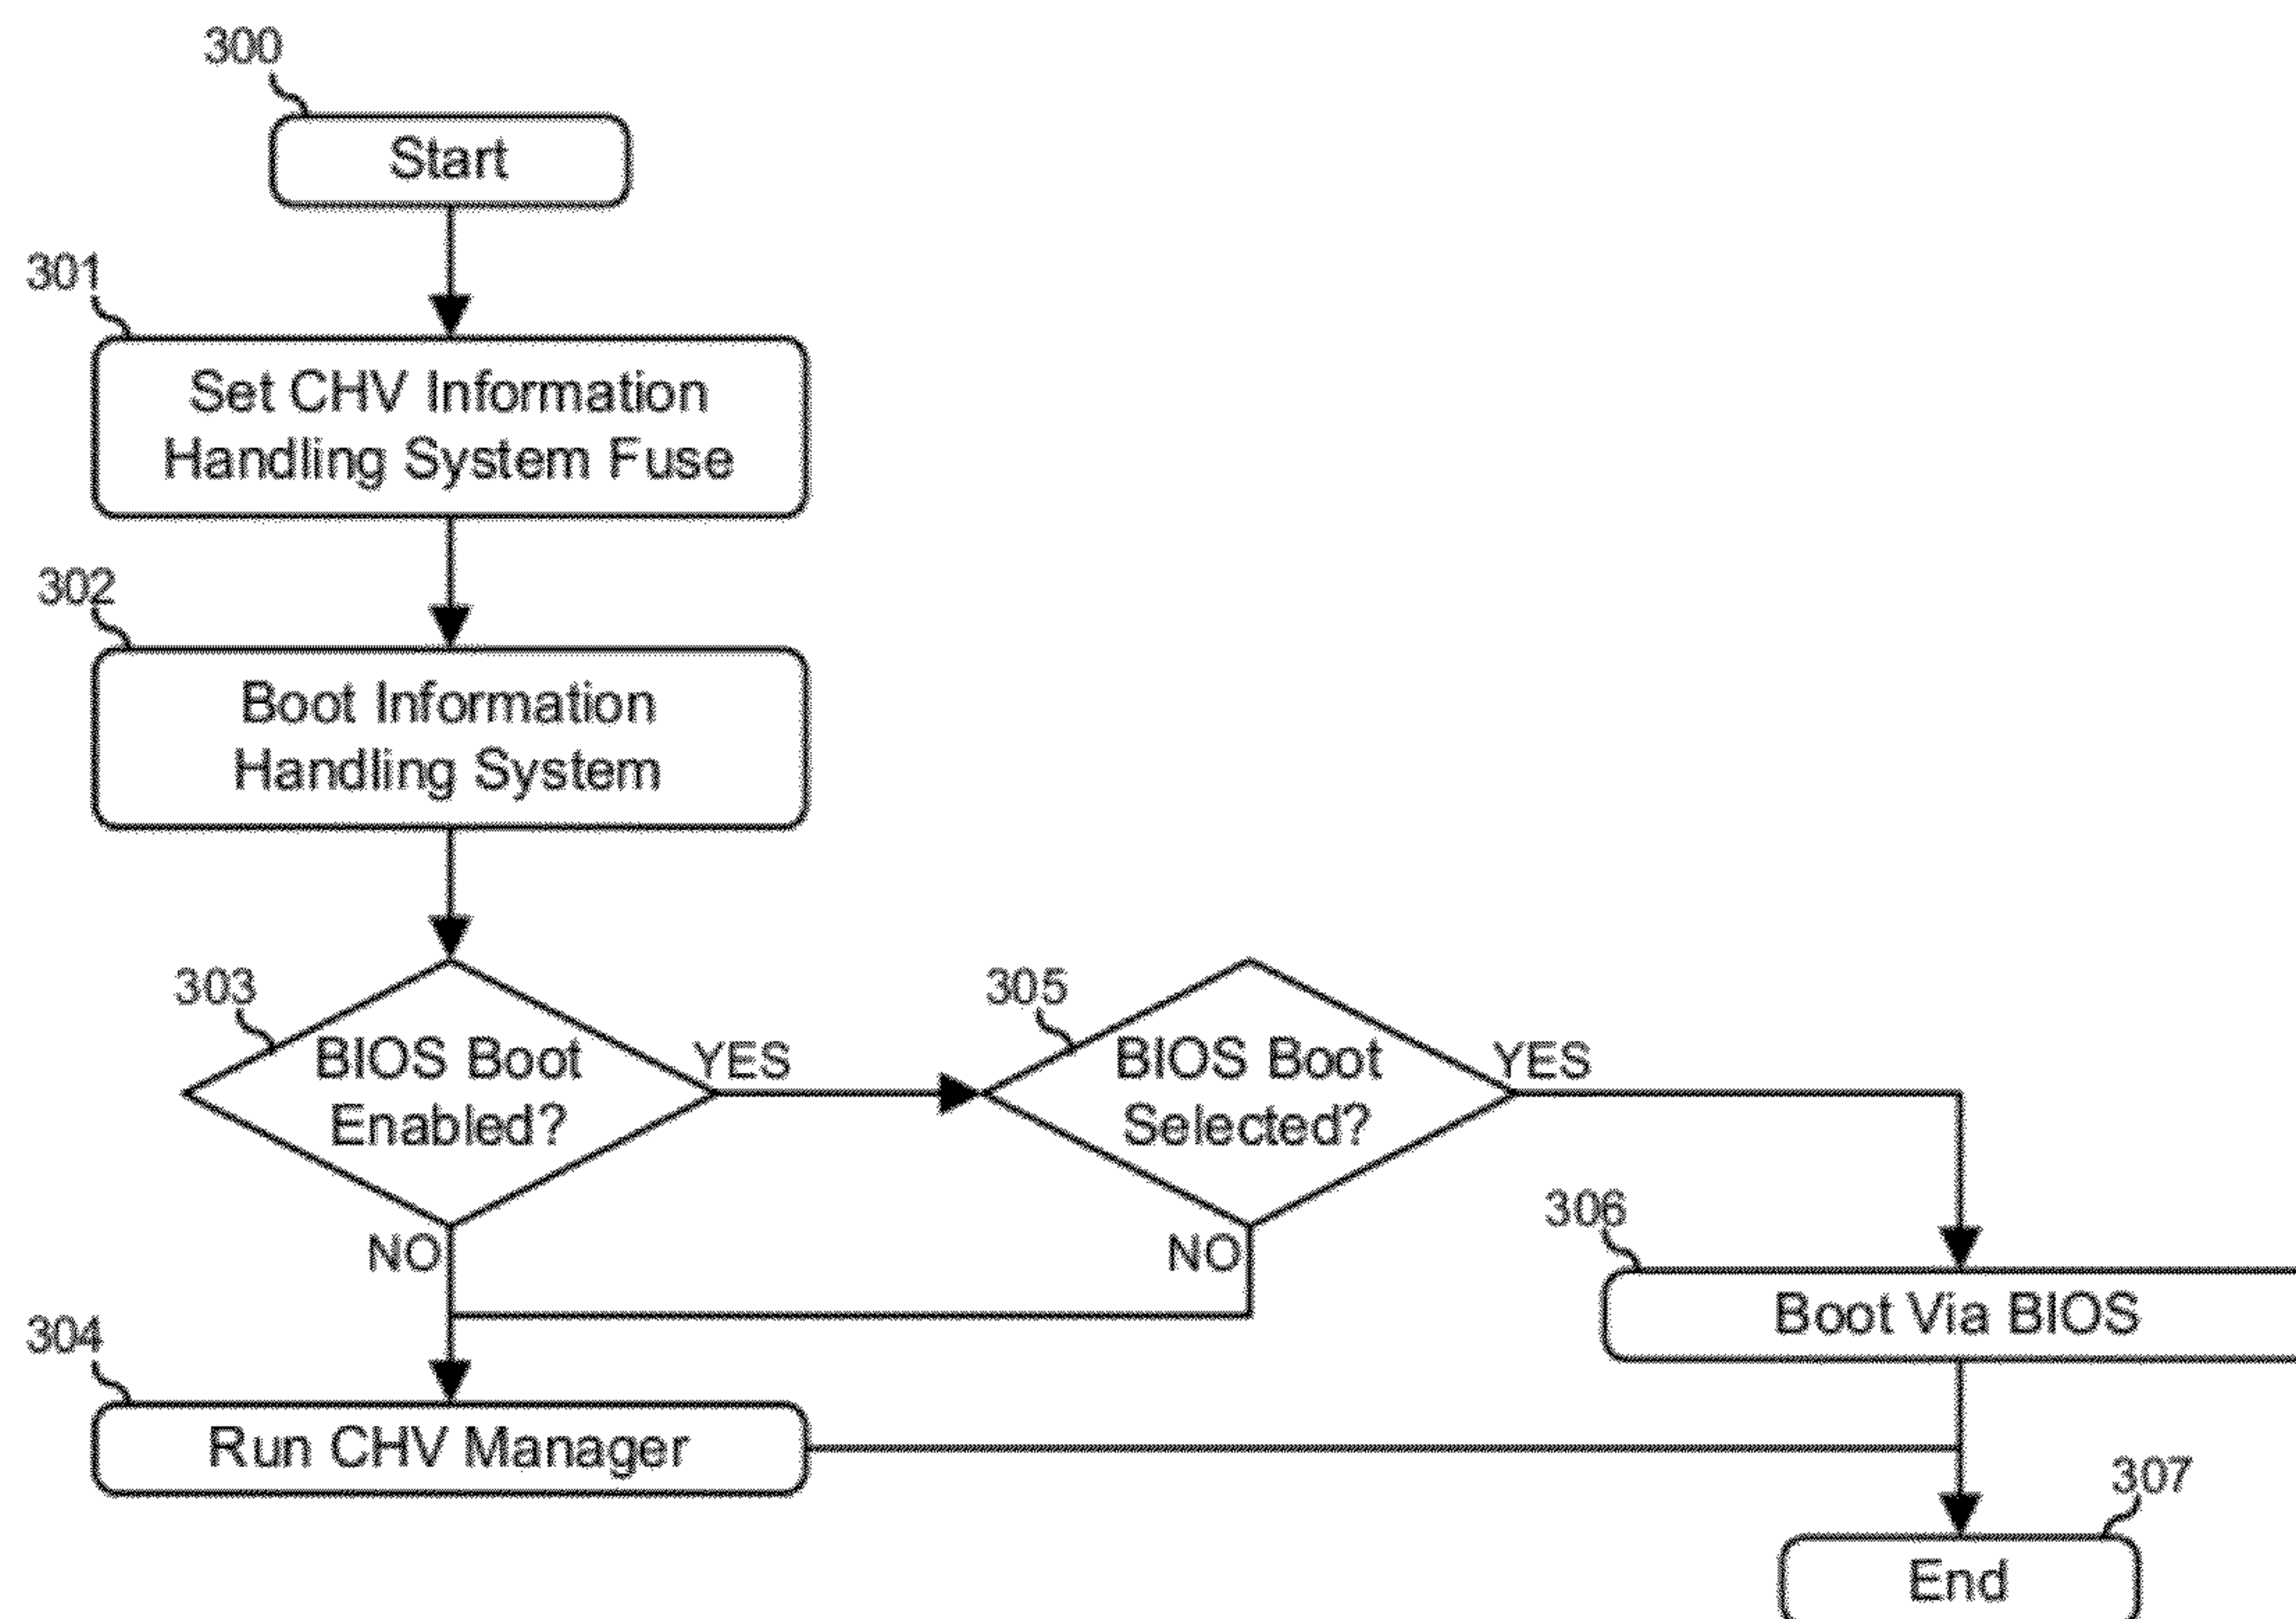 300
Start
301
Set CHV Information
Handling System Fuse
302
Boot Information
Handling System
303
BIOS Boot
Enabled?
YES
NO
305
BIOS Boot
Selected?
YES
NO
306
Boot Via BIOS
304
Run CHV Manager
307
End